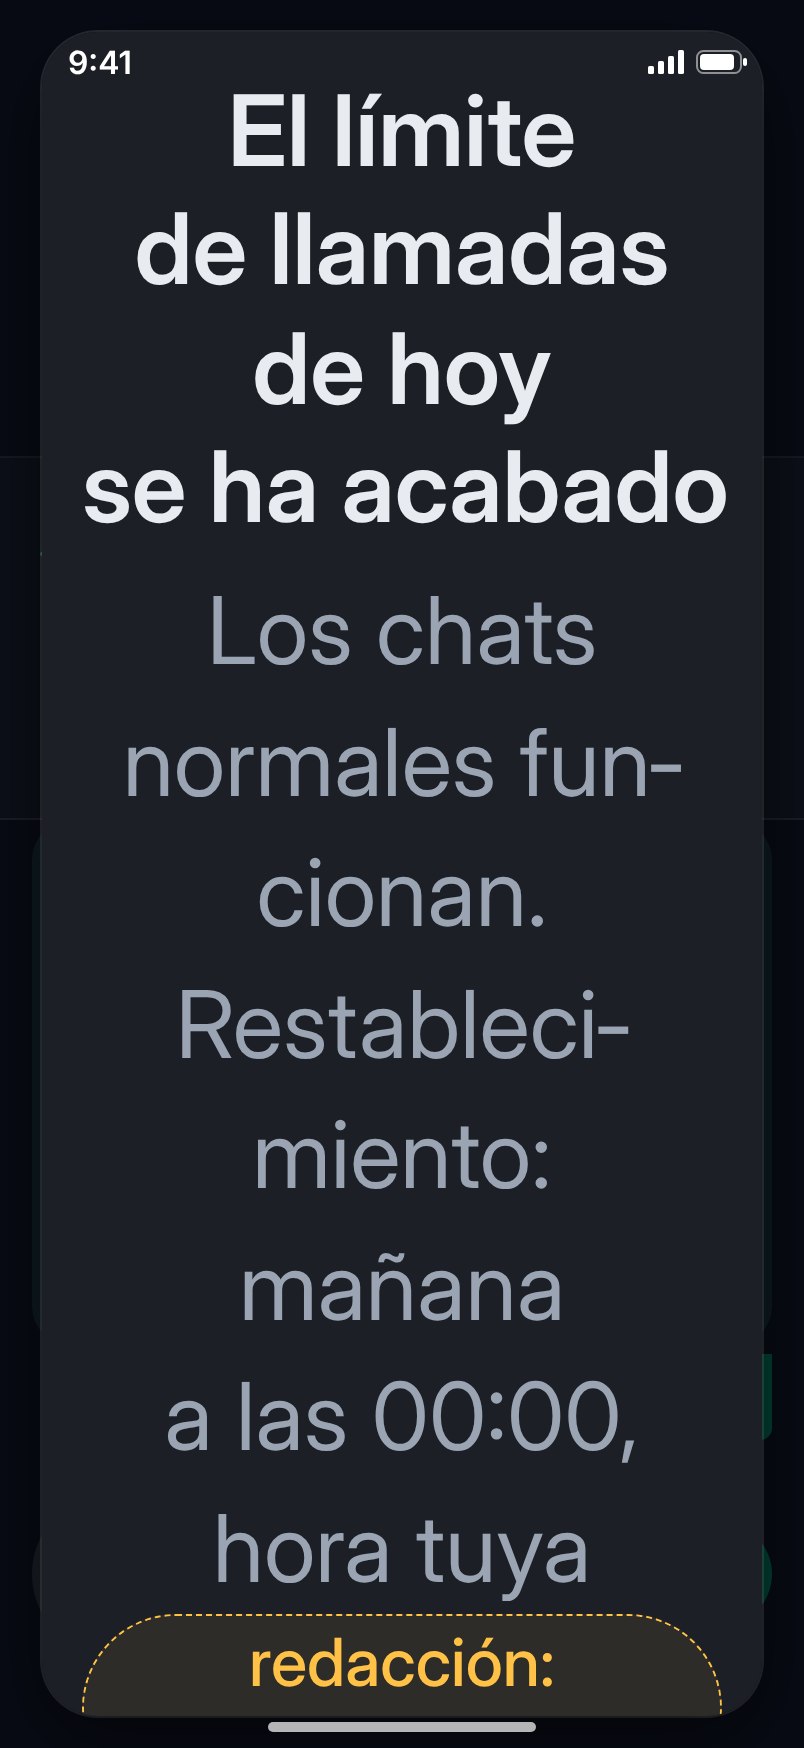 9:41
El límite
de llamadas
de hoy
se ha acabado
Los chats
normales fun-
cionan.
Restableci-
miento:
mañana
a las 00:00,
hora tuya
redacción: